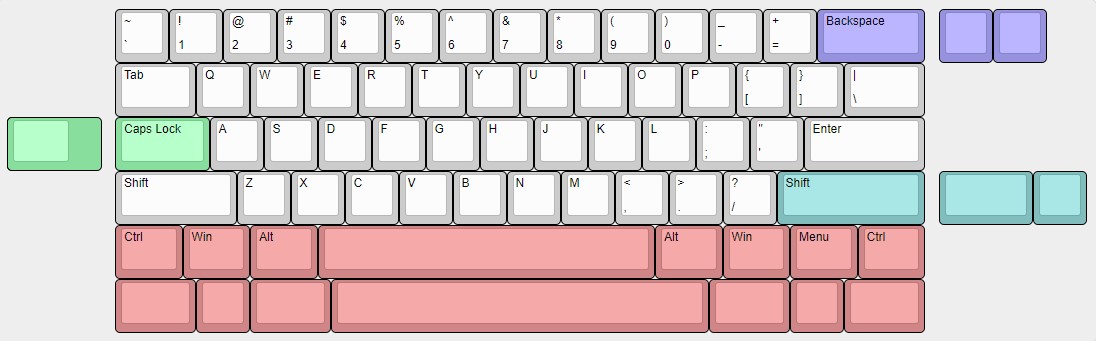 ~ ! @ # $ % ^ & * ( ) _ + Backspace
` 1 2 3 4 5 6 7 8 9 0 - =
Tab Q W E R T Y U I O P { } |
[ ] \
Caps Lock A S D F G H J K L : " Enter
; '
Shift Z X C V B N M < > ? Shift
, . /
Ctrl Win Alt Alt Win Menu Ctrl